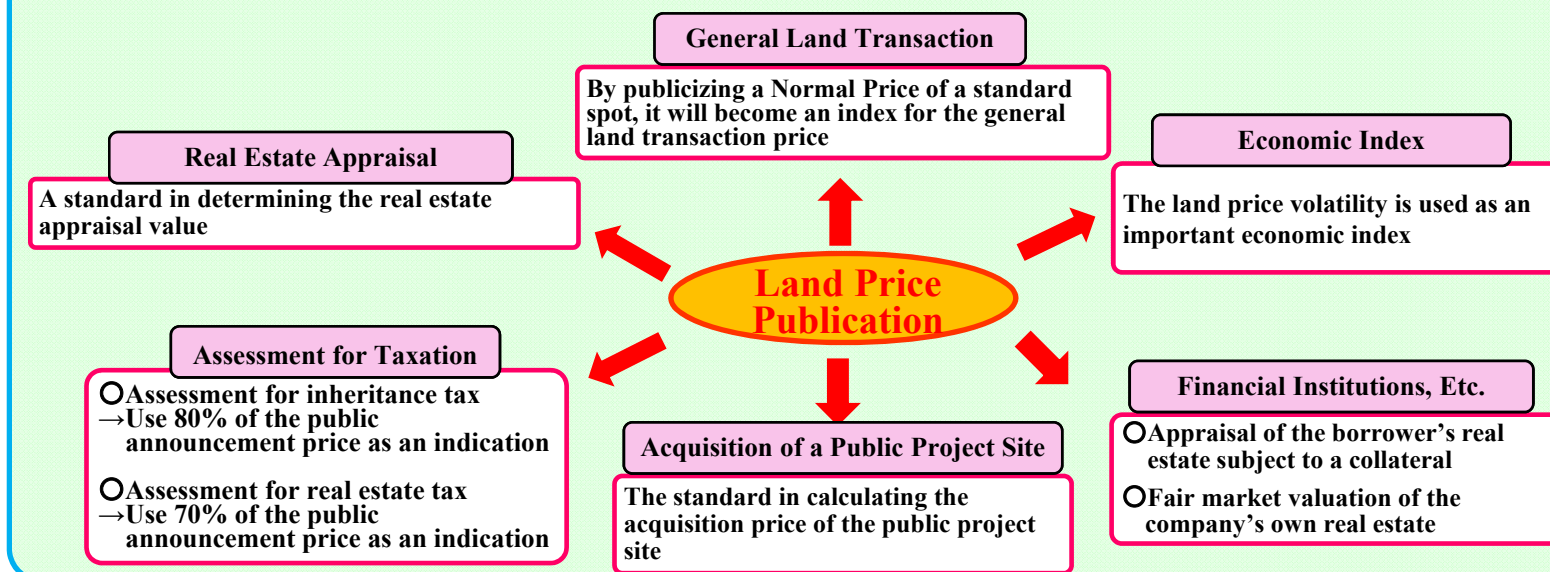 General Land Transaction
By publicizing a Normal Price of a standard
spot, it will become an index for the general
land transaction price
Real Estate Appraisal
A standard in determining the real estate
appraisal value
Economic Index
The land price volatility is used as an
important economic index
Land Price
Publication
Assessment for Taxation
○Assessment for inheritance tax
→Use 80% of the public
announcement price as an indication
○Assessment for real estate tax
→Use 70% of the public
announcement price as an indication
Acquisition of a Public Project Site
The standard in calculating the
acquisition price of the public project
site
Financial Institutions, Etc.
○Appraisal of the borrower's real
estate subject to a collateral
○Fair market valuation of the
company's own real estate